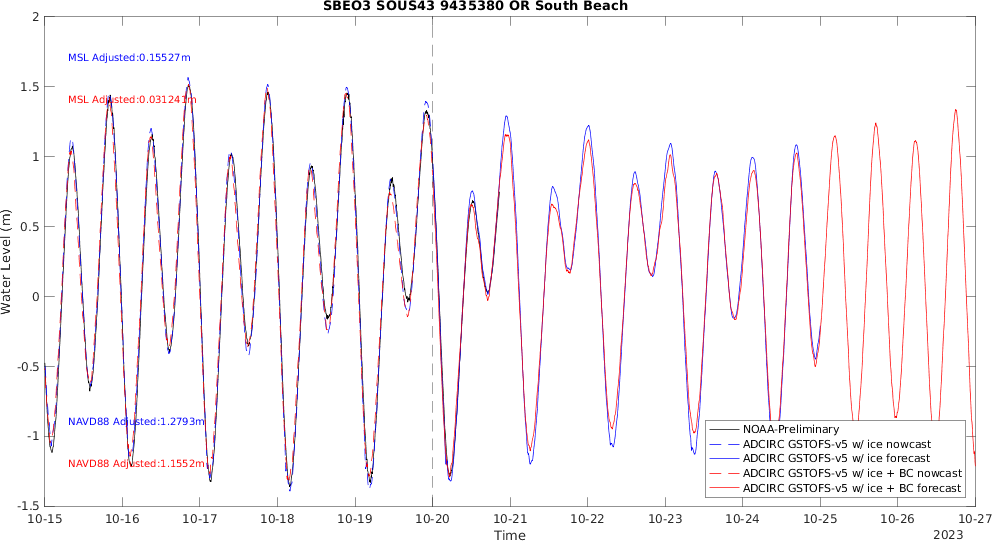 SBEO3 SOUS43 9435380 OR South Beach
Water Level (m)
2
1.5
1
0.5
0
-0.5
-1
-1.5
MSL Adjusted:0.15527m
MSL Adjusted:0.031241m
NAVD88 Adjusted:1.2793m
NAVD88 Adjusted:1.1552m
NOAA-Preliminary
ADCIRC GSTOFS-v5 w/ ice nowcast
ADCIRC GSTOFS-v5 w/ ice forecast
ADCIRC GSTOFS-v5 w/ ice + BC nowcast
ADCIRC GSTOFS-v5 w/ ice + BC forecast
10-15 10-16 10-17 10-18 10-19 10-20 10-21 10-22 10-23 10-24 10-25 10-26 10-27
Time
2023